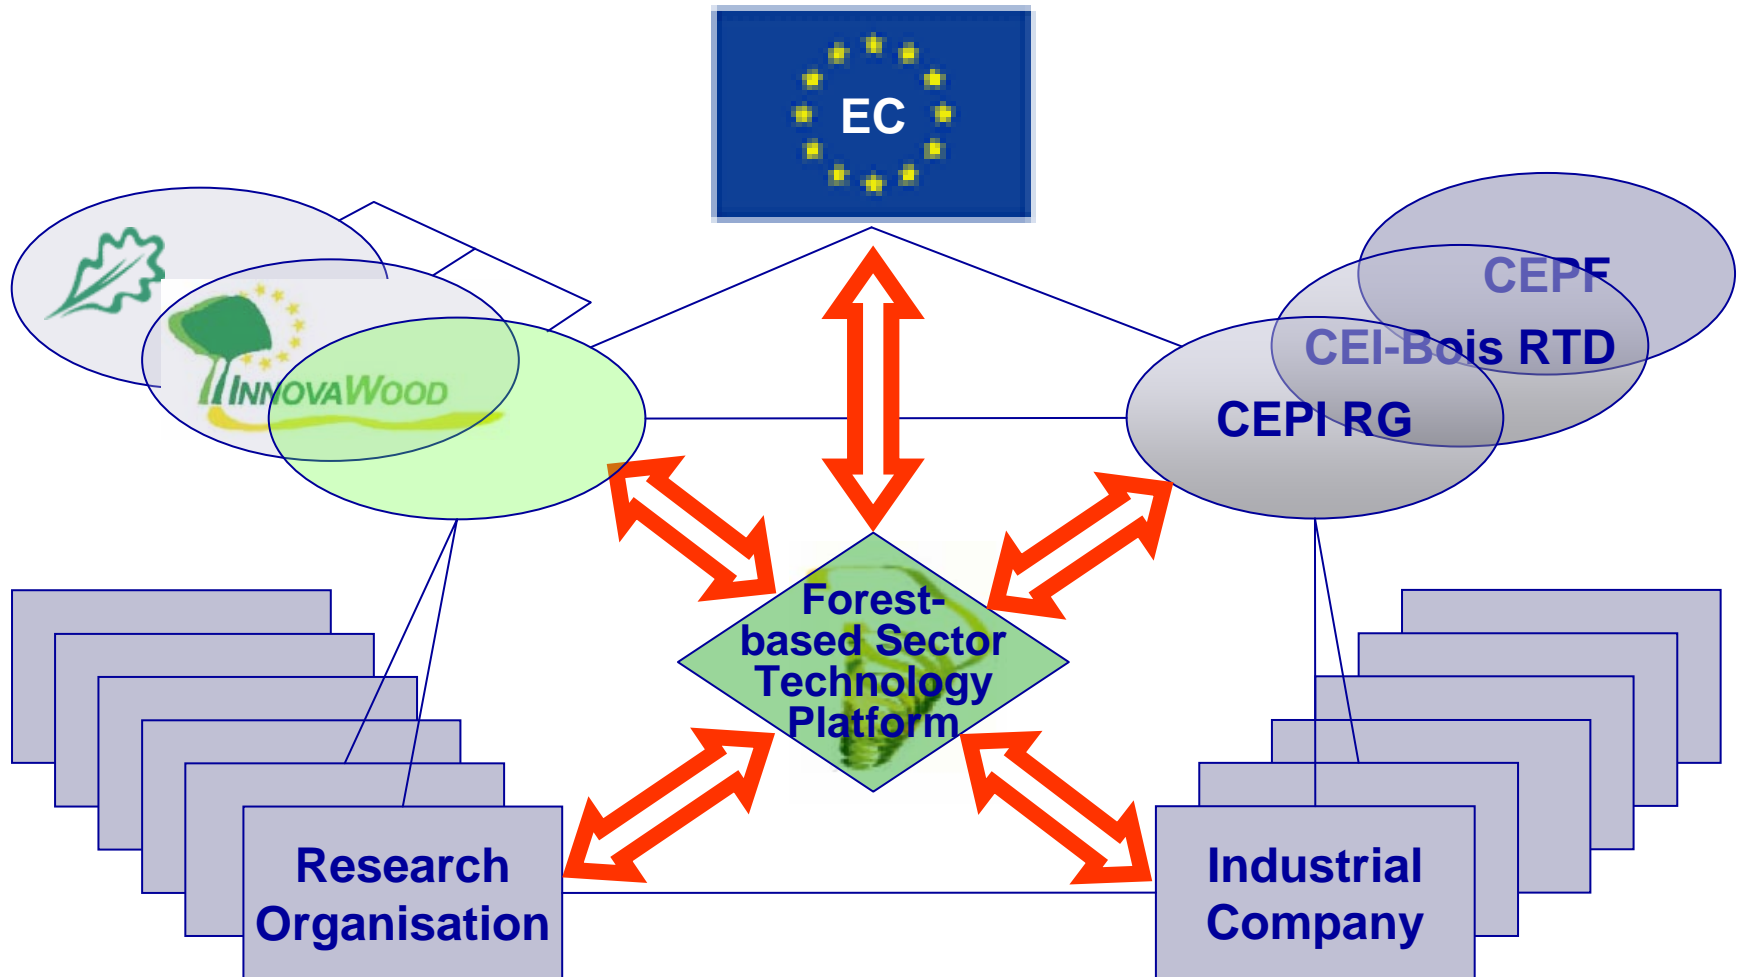 EC
CEPF
CEI-Bois RTD
INNOVAWOOD
CEPI RG
Forest-
based Sector
Technology
Platform
Research
Organisation
Industrial
Company